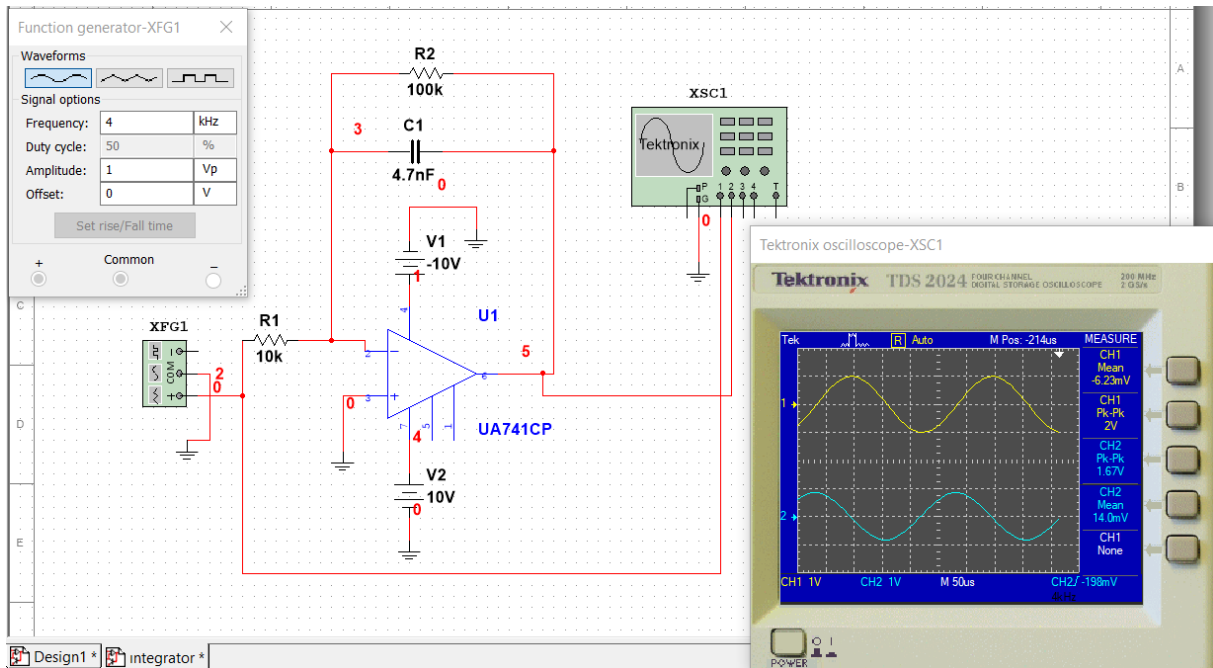 Function generator-XFG1
Waveforms
Signal options
Frequency: 4 kHz
Duty cycle: 50 %
Amplitude: 1 Vp
Offset: 0 V
Set rise/Fall time
+ Common –
R2
100k
3
C1
4.7nF
0
V1
-10V
1
4
U1
XFG1
COM
2
0
R1
10k
2
3
0
6
5
7
5
1
4
UA741CP
V2
10V
0
XSC1
Tektronix
P 1 2 3 4 T
G
0
A
B
C
D
E
Tektronix oscilloscope-XSC1
Tektronix TDS 2024 FOUR CHANNEL DIGITAL STORAGE OSCILLOSCOPE 200 MHz 2 GS/s
Tek R Auto M Pos: -214us MEASURE
CH1
Mean
-6.23mV
CH1
Pk-Pk
2V
CH2
Pk-Pk
1.67V
CH2
Mean
14.0mV
CH1
None
1
2
CH1 1V CH2 1V M 50us CH2 -198mV
4kHz
POWER
Design1 * integrator *